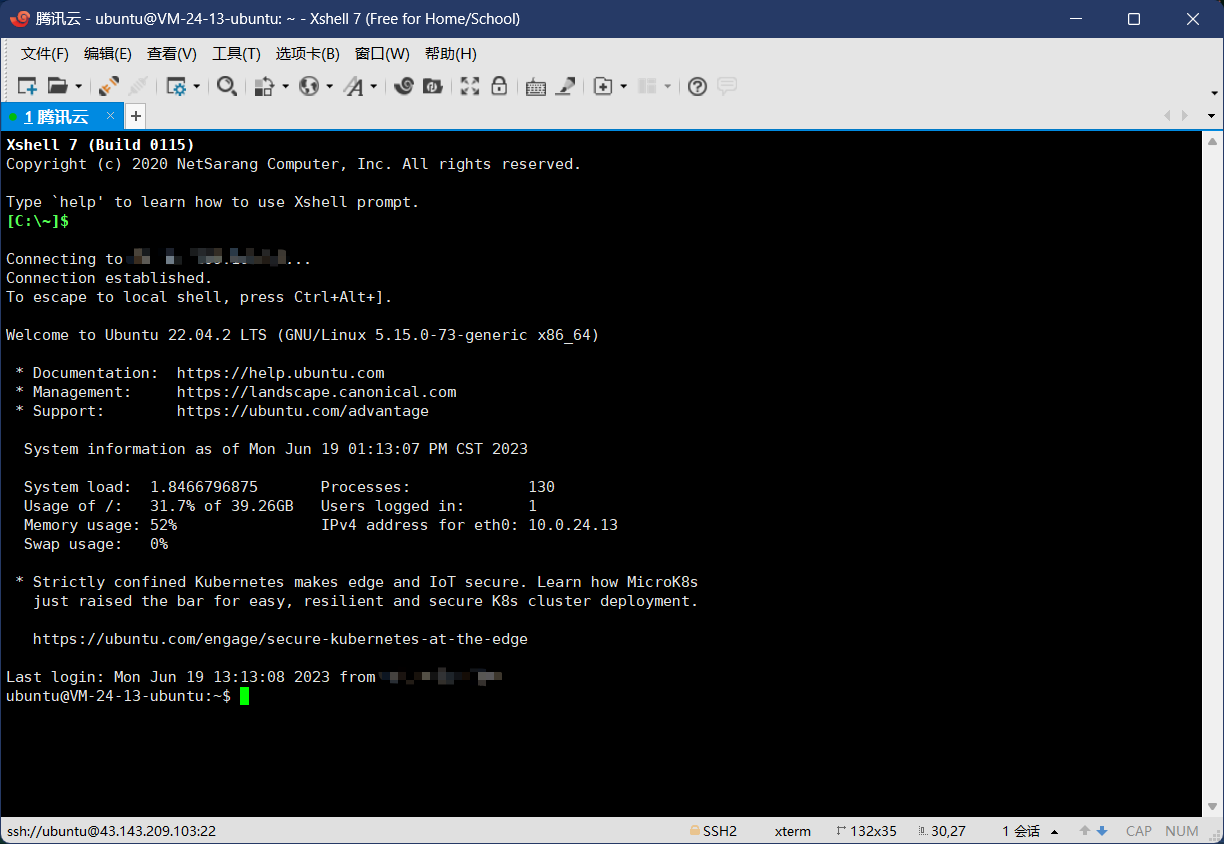 腾讯云 - ubuntu@VM-24-13-ubuntu: ~ - Xshell 7 (Free for Home/School)
文件(F) 编辑(E) 查看(V) 工具(T) 选项卡(B) 窗口(W) 帮助(H)
1 腾讯云 × +
Xshell 7 (Build 0115)
Copyright (c) 2020 NetSarang Computer, Inc. All rights reserved.
Type `help' to learn how to use Xshell prompt.
[C:\~]$
Connecting to ...
Connection established.
To escape to local shell, press Ctrl+Alt+].
Welcome to Ubuntu 22.04.2 LTS (GNU/Linux 5.15.0-73-generic x86_64)
* Documentation: https://help.ubuntu.com
* Management: https://landscape.canonical.com
* Support: https://ubuntu.com/advantage
System information as of Mon Jun 19 01:13:07 PM CST 2023
System load: 1.8466796875 Processes: 130
Usage of /: 31.7% of 39.26GB Users logged in: 1
Memory usage: 52% IPv4 address for eth0: 10.0.24.13
Swap usage: 0%
* Strictly confined Kubernetes makes edge and IoT secure. Learn how MicroK8s
just raised the bar for easy, resilient and secure K8s cluster deployment.
https://ubuntu.com/engage/secure-kubernetes-at-the-edge
Last login: Mon Jun 19 13:13:08 2023 from
ubuntu@VM-24-13-ubuntu:~$
ssh://ubuntu@43.143.209.103:22 SSH2 xterm 132x35 30,27 1 会话 CAP NUM